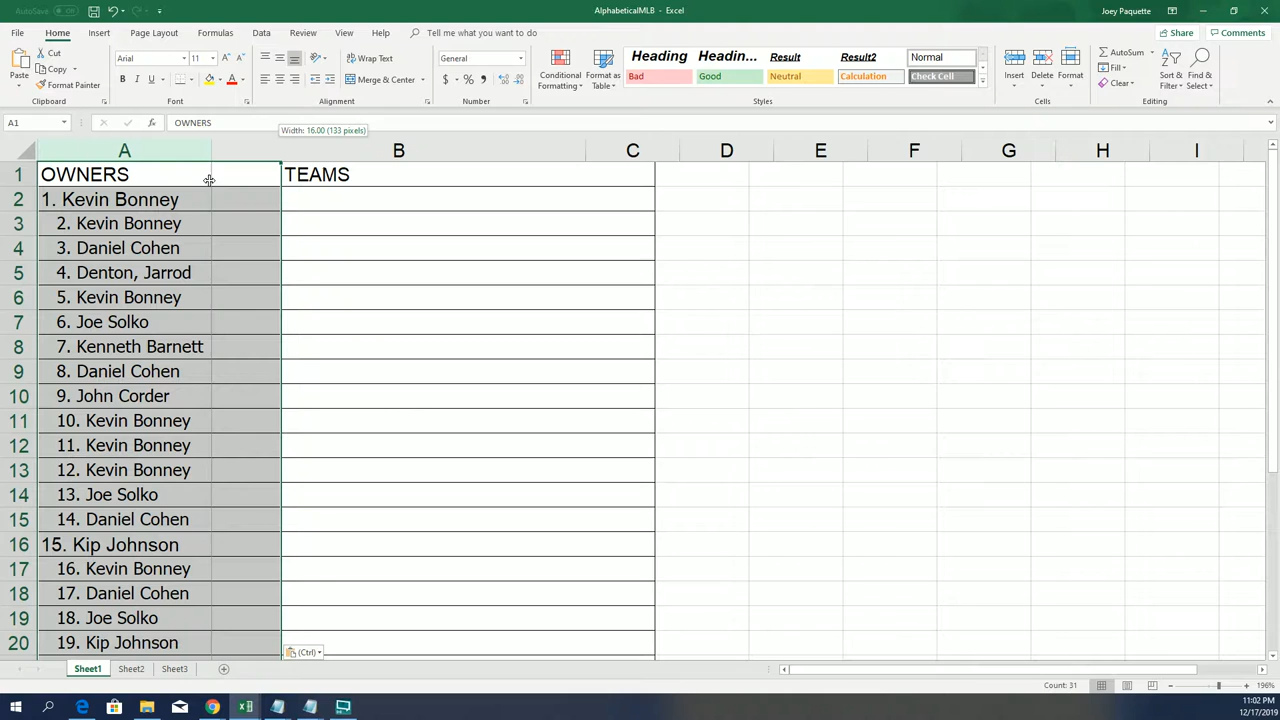 AutoSave Off
AlphabeticalMLB - Excel
Joey Paquette
File Home Insert Page Layout Formulas Data Review View Help Tell me what you want to do
Share Comments
Paste
Cut
Copy
Format Painter
Clipboard
Arial 11
B I U
Font
Wrap Text
Merge & Center
Alignment
General
$ % 9
Number
Conditional Formatting
Format as Table
Heading Headin... Result Result2 Normal
Bad Good Neutral Calculation Check Cell
Styles
Insert Delete Format
Cells
AutoSum
Fill
Clear
Sort & Filter
Find & Select
Editing
A1 fx OWNERS
Width: 16.00 (133 pixels)
A B C D E F G H I
1 OWNERS TEAMS
2 1. Kevin Bonney
3 2. Kevin Bonney
4 3. Daniel Cohen
5 4. Denton, Jarrod
6 5. Kevin Bonney
7 6. Joe Solko
8 7. Kenneth Barnett
9 8. Daniel Cohen
10 9. John Corder
11 10. Kevin Bonney
12 11. Kevin Bonney
13 12. Kevin Bonney
14 13. Joe Solko
15 14. Daniel Cohen
16 15. Kip Johnson
17 16. Kevin Bonney
18 17. Daniel Cohen
19 18. Joe Solko
20 19. Kip Johnson
(Ctrl)
Sheet1 Sheet2 Sheet3
Count: 31
196%
11:02 PM
12/17/2019